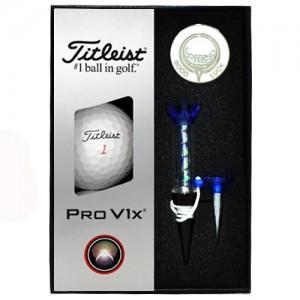 Titleist
#1 ball in golf.®
Titleist
1
PRO V1x®
GOOD
LUCK